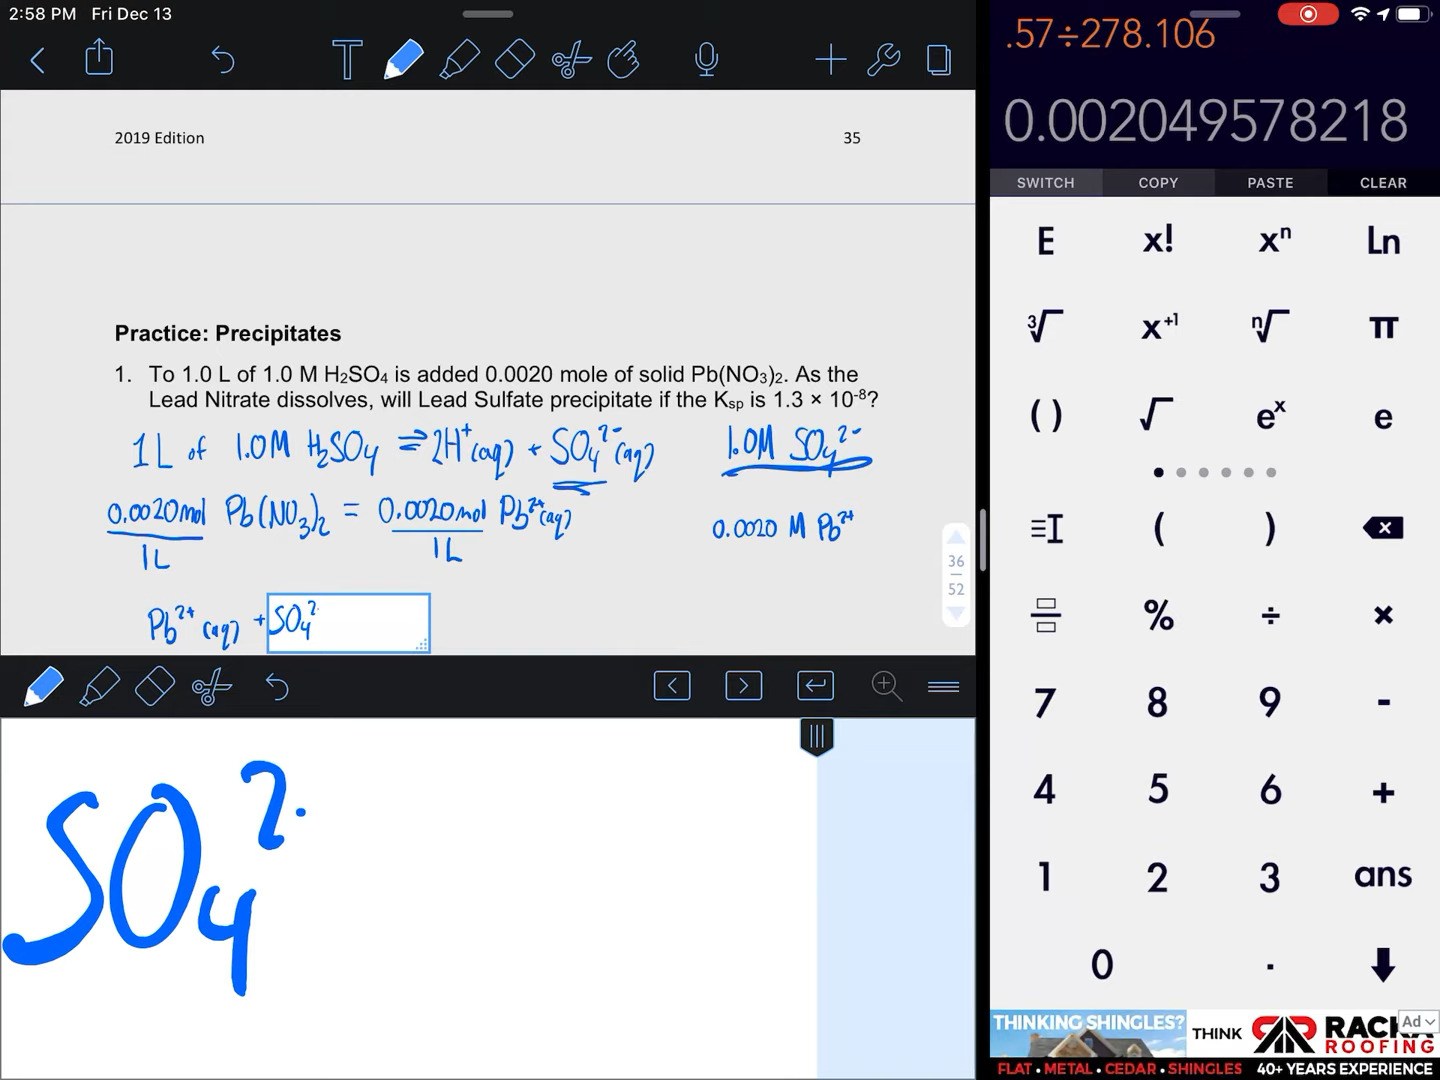 2:58 PM Fri Dec 13
T
2019 Edition 35
Practice: Precipitates
1. To 1.0 L of 1.0 M H₂SO₄ is added 0.0020 mole of solid Pb(NO₃)₂. As the
Lead Nitrate dissolves, will Lead Sulfate precipitate if the Ksp is 1.3 × 10⁻⁸?
1L of 1.0M H₂SO₄ ⇌ 2H⁺(aq) + SO₄²⁻(aq) 1.0M SO₄²⁻
0.0020mol Pb(NO₃)₂ = 0.0020mol Pb²⁺(aq) 0.0020 M Pb²⁺
1L 1L
36
52
Pb²⁺(aq) + SO₄²
SO₄²·
.57÷278.106
0.002049578218
SWITCH COPY PASTE CLEAR
E x! xⁿ Ln
³√ x⁺¹ ⁿ√ π
( ) √ eˣ e
( )
% ÷ ×
7 8 9 -
4 5 6 +
1 2 3 ans
0 .
THINKING SHINGLES? THINK RACKA Ad
ROOFING
FLAT • METAL • CEDAR • SHINGLES 40+ YEARS EXPERIENCE